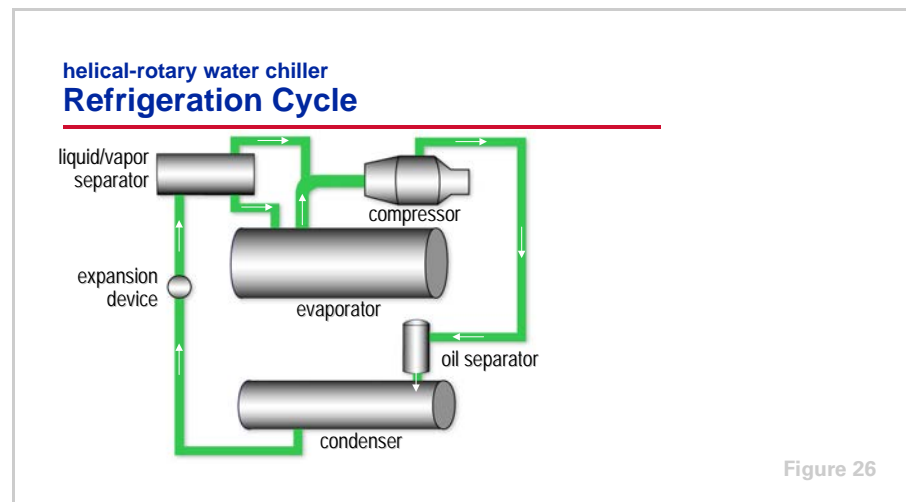 helical-rotary water chiller
Refrigeration Cycle
liquid/vapor
separator
compressor
expansion
device
evaporator
oil separator
condenser
Figure 26